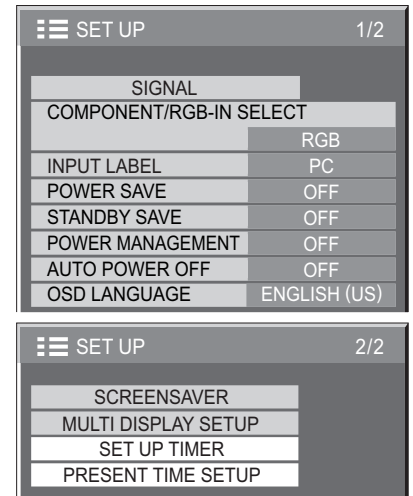 SET UP 1/2
SIGNAL
COMPONENT/RGB-IN SELECT
RGB
INPUT LABEL PC
POWER SAVE OFF
STANDBY SAVE OFF
POWER MANAGEMENT OFF
AUTO POWER OFF OFF
OSD LANGUAGE ENGLISH (US)
SET UP 2/2
SCREENSAVER
MULTI DISPLAY SETUP
SET UP TIMER
PRESENT TIME SETUP